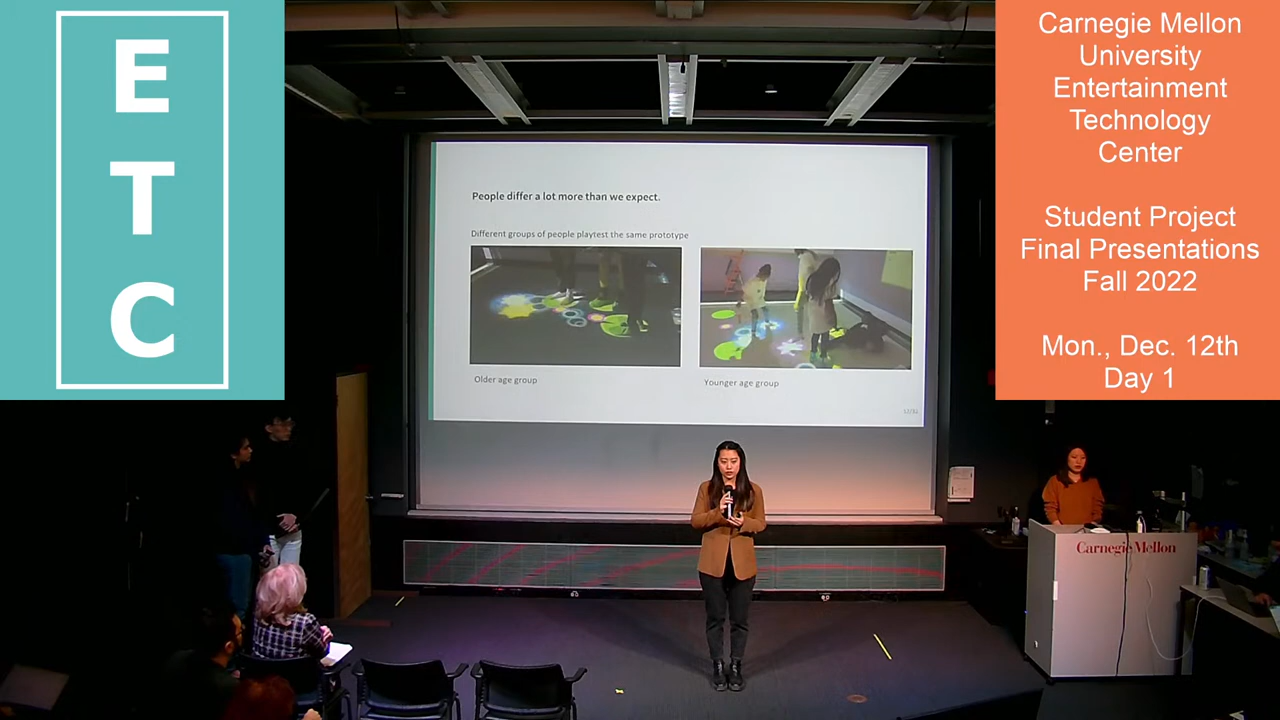 E
T
C
Carnegie Mellon
University
Entertainment
Technology
Center
Student Project
Final Presentations
Fall 2022
Mon., Dec. 12th
Day 1
People differ a lot more than we expect.
Different groups of people playtest the same prototype
Older age group
Younger age group
Carnegie Mellon